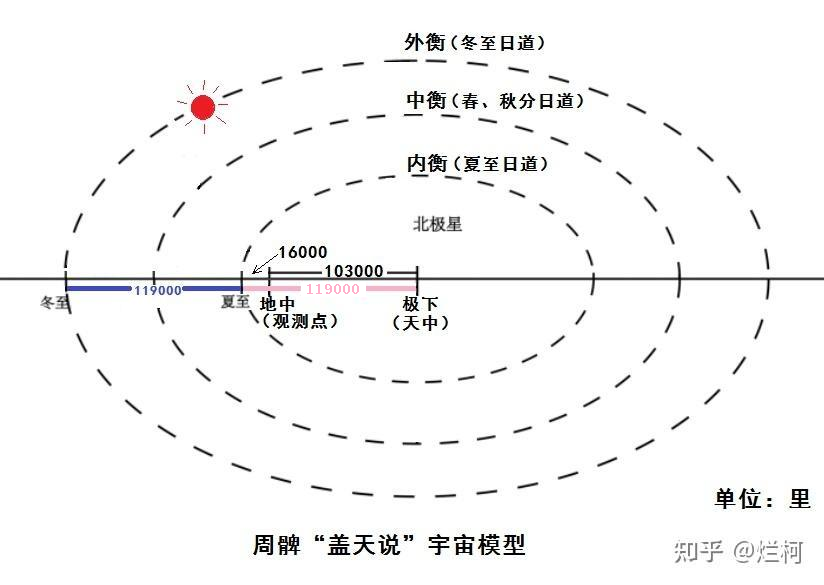 外衡（冬至日道）
中衡（春、秋分日道）
内衡（夏至日道）
北极星
16000
103000
119000
119000
冬至
夏至
地中
（观测点）
极下
（天中）
单位：里
周髀“盖天说”宇宙模型
知乎 @烂柯